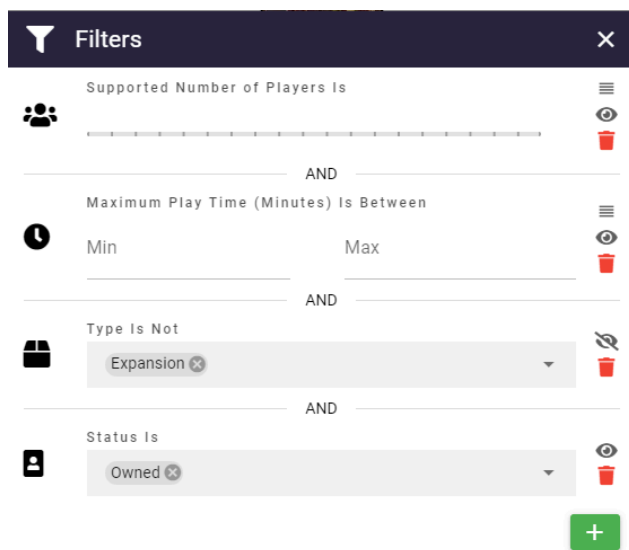 Filters
Supported Number of Players Is
AND
Maximum Play Time (Minutes) Is Between
Min Max
AND
Type Is Not
Expansion
AND
Status Is
Owned